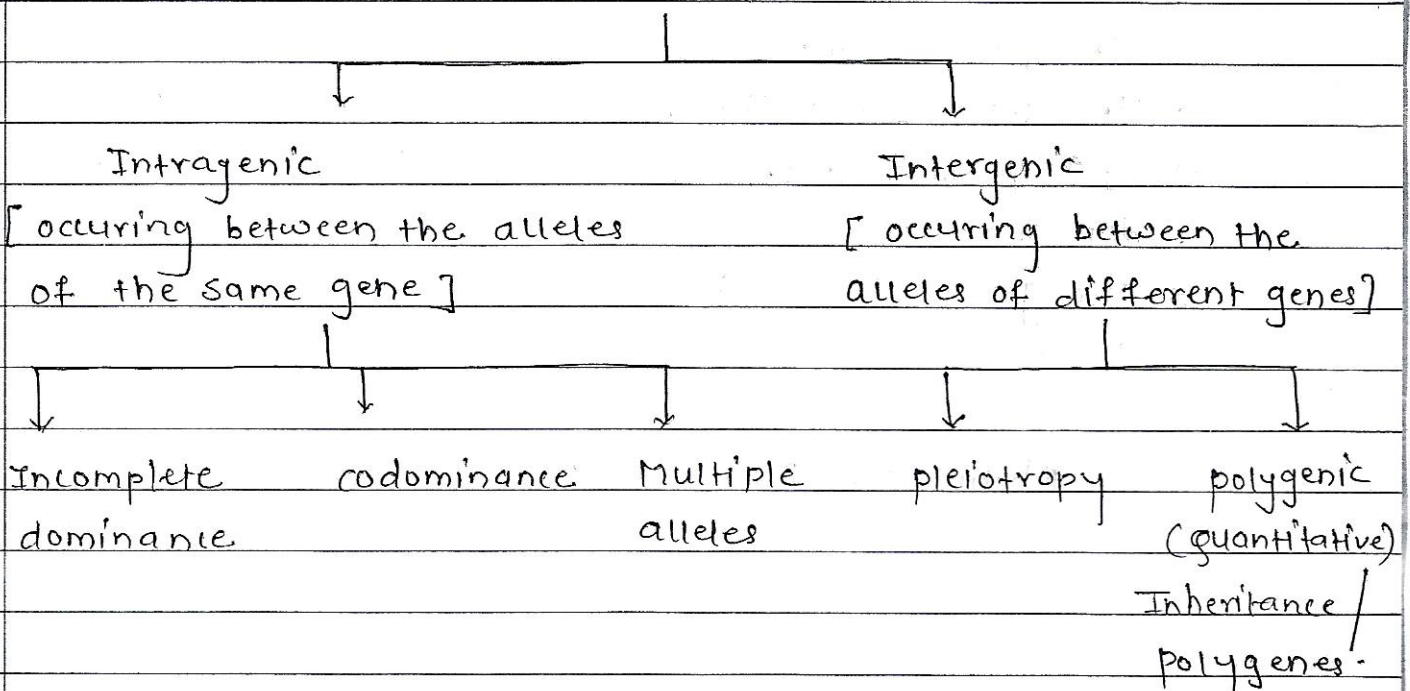 Intragenic
[ occuring between the alleles
of the same gene ]
Intergenic
[ occuring between the
alleles of different genes]
Incomplete
dominance
codominance
Multiple
alleles
pleiotropy
polygenic
(quantitative)
Inheritance
polygenes.